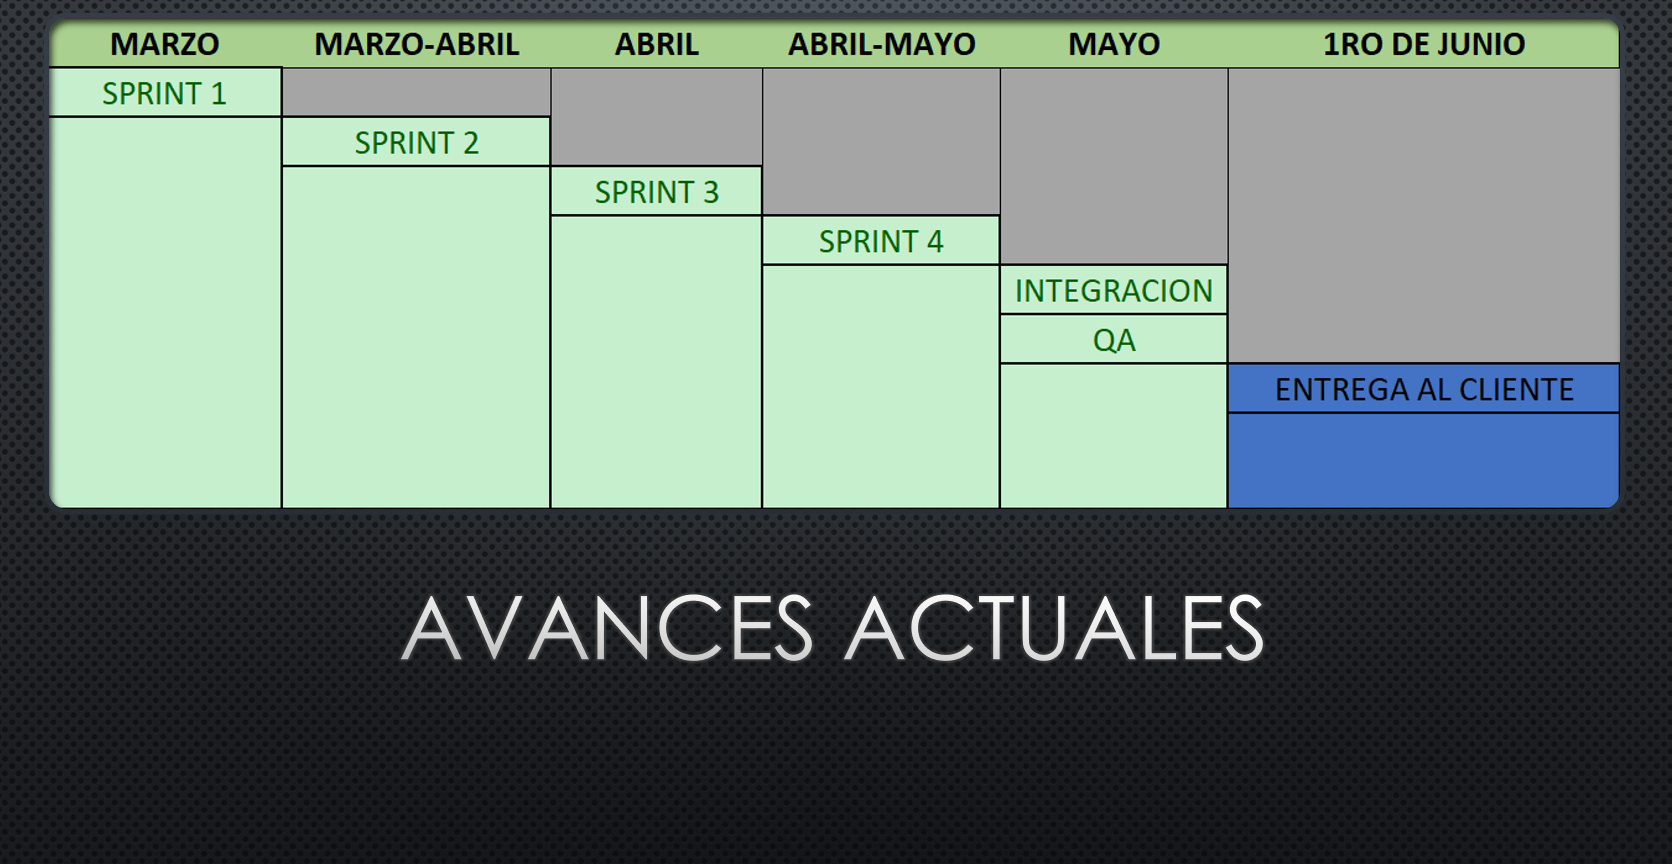 MARZO MARZO-ABRIL ABRIL ABRIL-MAYO MAYO 1RO DE JUNIO
SPRINT 1
SPRINT 2
SPRINT 3
SPRINT 4
INTEGRACION
QA
ENTREGA AL CLIENTE
AVANCES ACTUALES